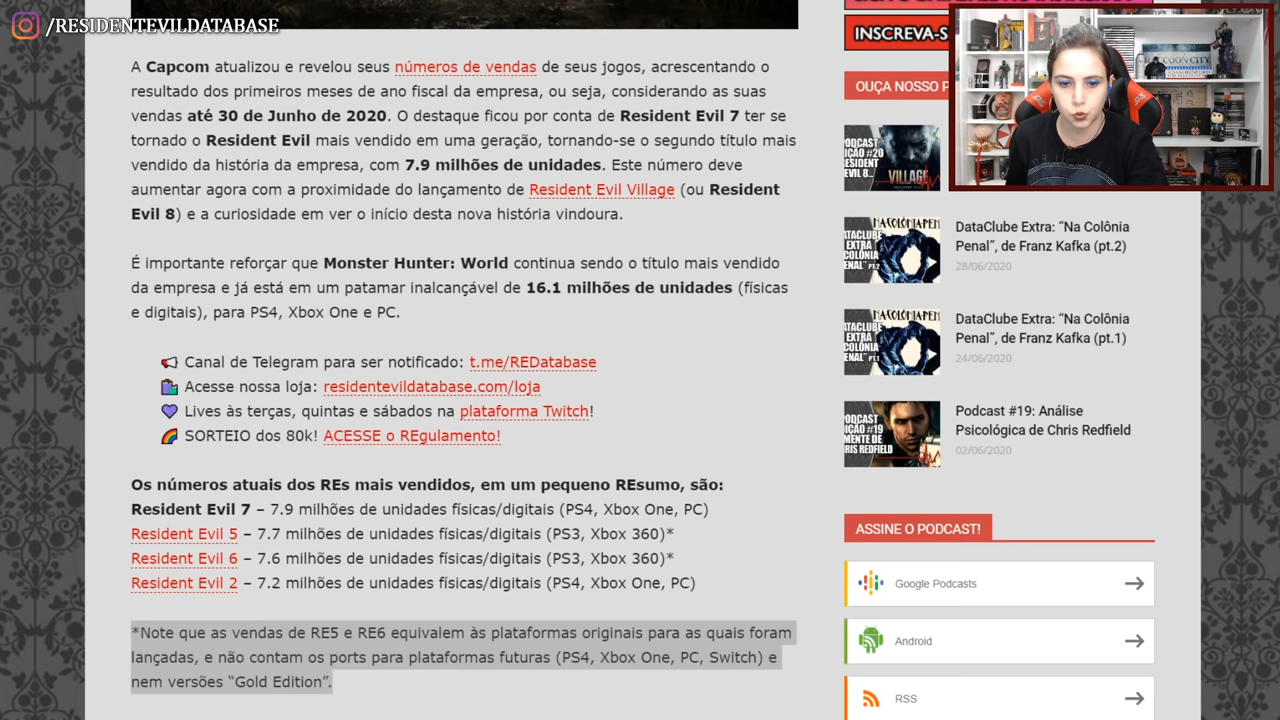 /RESIDENTEVILDATABASE
A Capcom atualizou e revelou seus números de vendas de seus jogos, acrescentando o
resultado dos primeiros meses de ano fiscal da empresa, ou seja, considerando as suas
vendas até 30 de Junho de 2020. O destaque ficou por conta de Resident Evil 7 ter se
tornado o Resident Evil mais vendido em uma geração, tornando-se o segundo título mais
vendido da história da empresa, com 7.9 milhões de unidades. Este número deve
aumentar agora com a proximidade do lançamento de Resident Evil Village (ou Resident
Evil 8) e a curiosidade em ver o início desta nova história vindoura.
É importante reforçar que Monster Hunter: World continua sendo o título mais vendido
da empresa e já está em um patamar inalcançável de 16.1 milhões de unidades (físicas
e digitais), para PS4, Xbox One e PC.
📢 Canal de Telegram para ser notificado: t.me/REDatabase
🛍️ Acesse nossa loja: residentevildatabase.com/loja
💜 Lives às terças, quintas e sábados na plataforma Twitch!
🌈 SORTEIO dos 80k! ACESSE o REgulamento!
Os números atuais dos REs mais vendidos, em um pequeno REsumo, são:
Resident Evil 7 – 7.9 milhões de unidades físicas/digitais (PS4, Xbox One, PC)
Resident Evil 5 – 7.7 milhões de unidades físicas/digitais (PS3, Xbox 360)*
Resident Evil 6 – 7.6 milhões de unidades físicas/digitais (PS3, Xbox 360)*
Resident Evil 2 – 7.2 milhões de unidades físicas/digitais (PS4, Xbox One, PC)
*Note que as vendas de RE5 e RE6 equivalem às plataformas originais para as quais foram
lançadas, e não contam os ports para plataformas futuras (PS4, Xbox One, PC, Switch) e
nem versões “Gold Edition”.
INSCREVA-S
OUÇA NOSSO P
PODCAST
#20
RESIDENT
EVIL 8...
VILLAGE
DataClube Extra: “Na Colônia
Penal”, de Franz Kafka (pt.2)
28/06/2020
DataClube Extra: “Na Colônia
Penal”, de Franz Kafka (pt.1)
24/06/2020
Podcast #19: Análise
Psicológica de Chris Redfield
02/06/2020
ASSINE O PODCAST!
Google Podcasts
Android
RSS